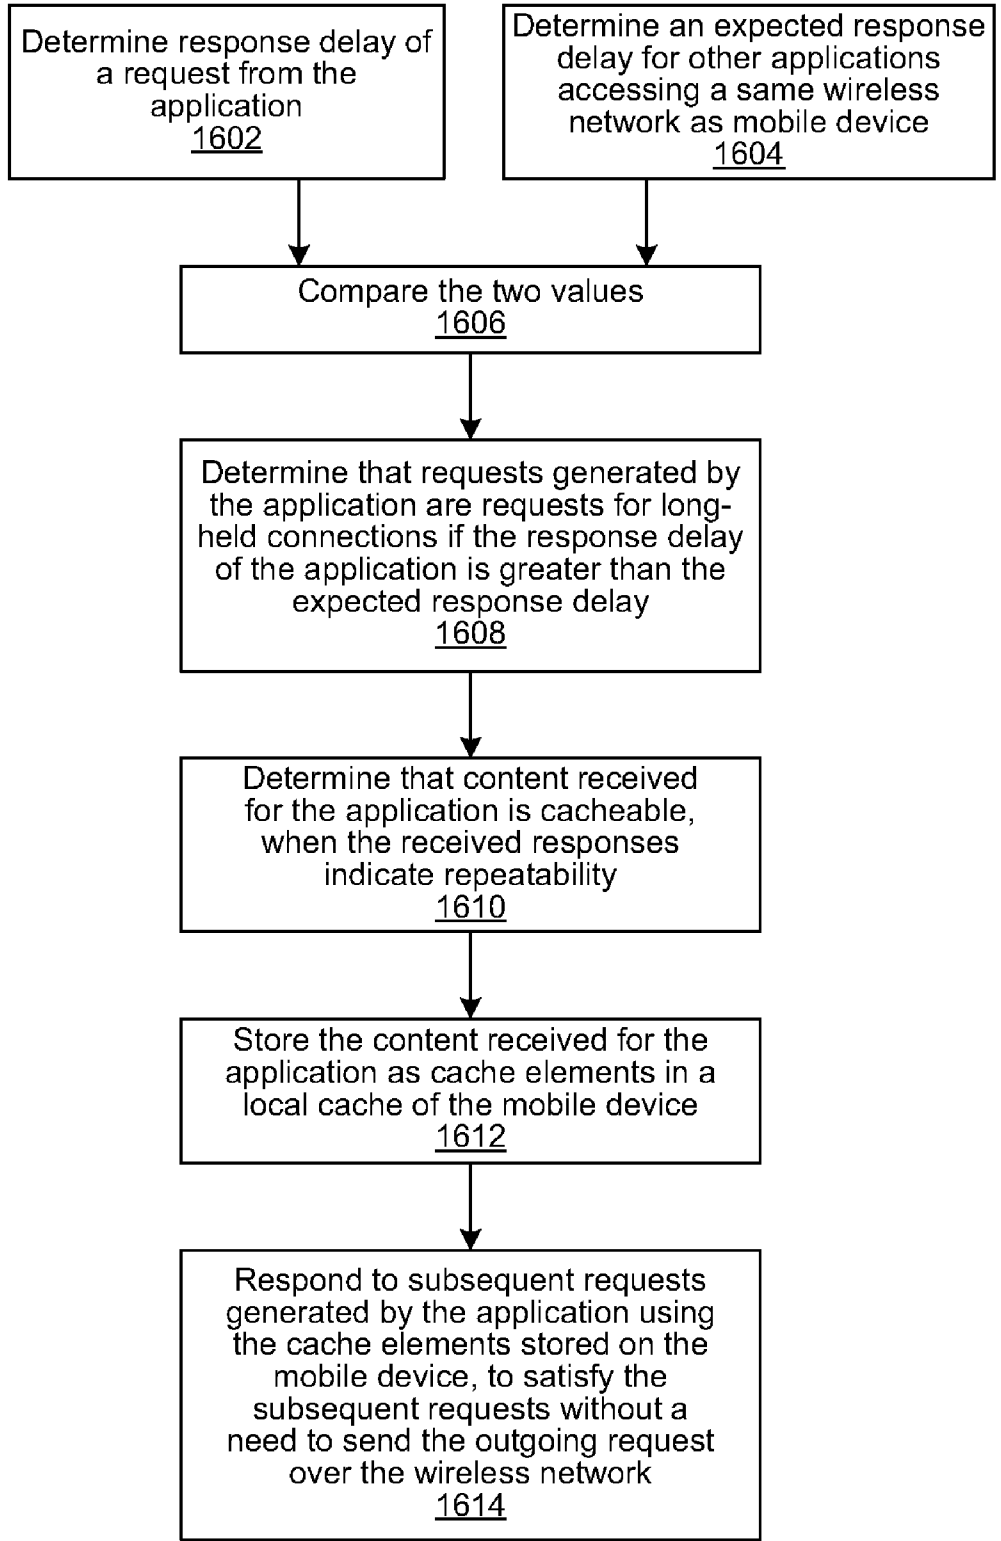 Determine response delay of
a request from the
application
1602
Determine an expected response
delay for other applications
accessing a same wireless
network as mobile device
1604
Compare the two values
1606
Determine that requests generated by
the application are requests for long-
held connections if the response delay
of the application is greater than the
expected response delay
1608
Determine that content received
for the application is cacheable,
when the received responses
indicate repeatability
1610
Store the content received for the
application as cache elements in a
local cache of the mobile device
1612
Respond to subsequent requests
generated by the application using
the cache elements stored on the
mobile device, to satisfy the
subsequent requests without a
need to send the outgoing request
over the wireless network
1614